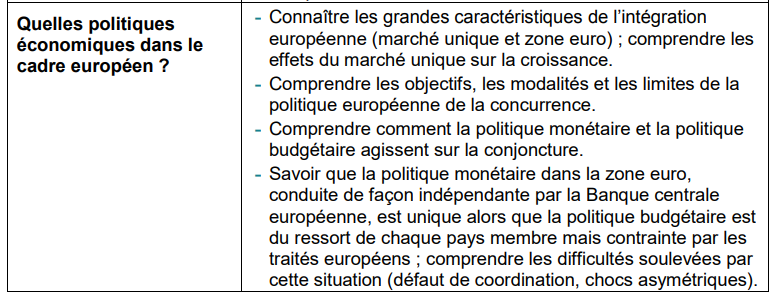 Quelles politiques
économiques dans le
cadre européen ?
- Connaître les grandes caractéristiques de l'intégration
européenne (marché unique et zone euro) ; comprendre les
effets du marché unique sur la croissance.
- Comprendre les objectifs, les modalités et les limites de la
politique européenne de la concurrence.
- Comprendre comment la politique monétaire et la politique
budgétaire agissent sur la conjoncture.
- Savoir que la politique monétaire dans la zone euro,
conduite de façon indépendante par la Banque centrale
européenne, est unique alors que la politique budgétaire est
du ressort de chaque pays membre mais contrainte par les
traités européens ; comprendre les difficultés soulevées par
cette situation (défaut de coordination, chocs asymétriques).